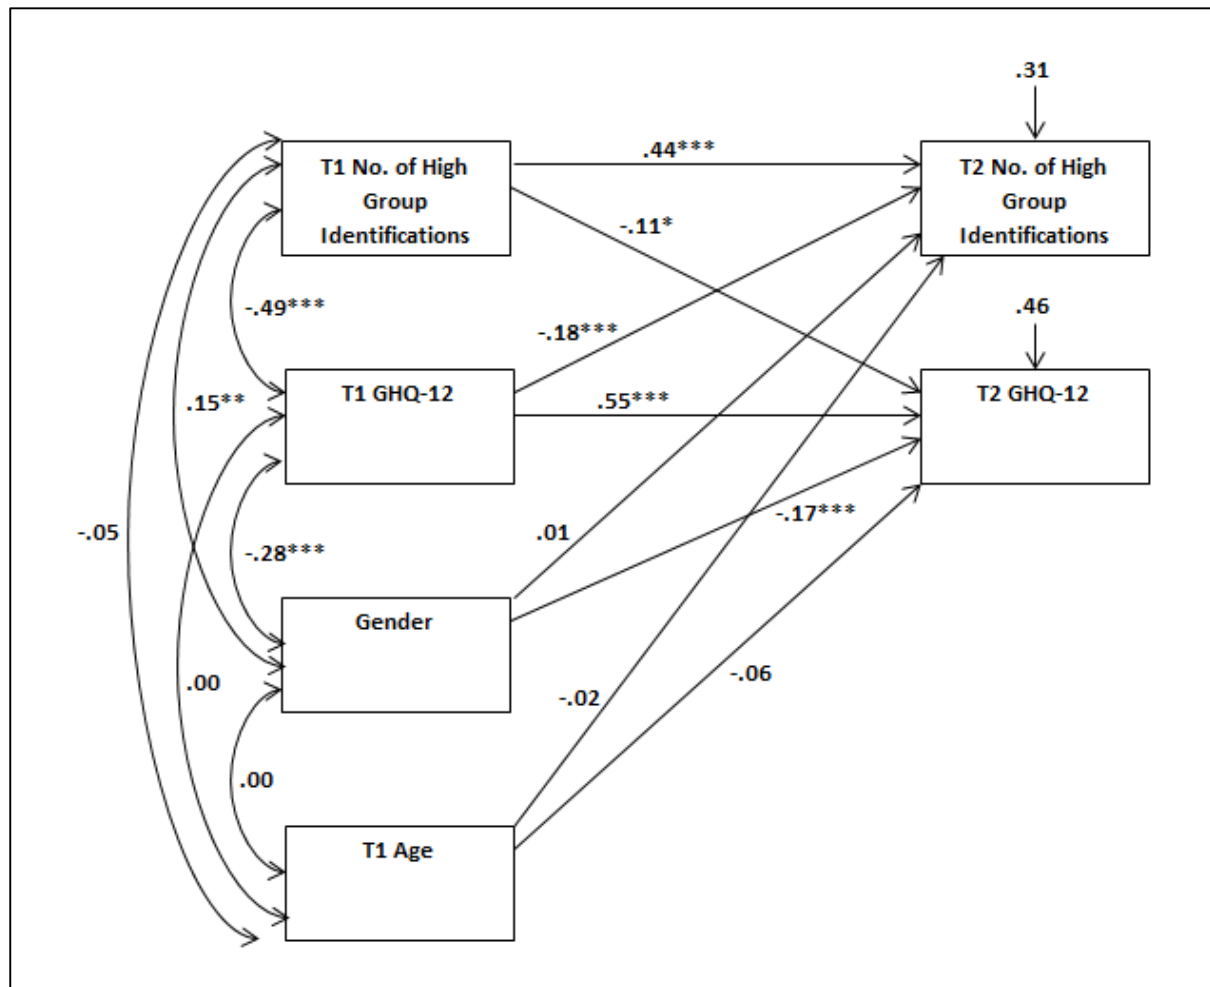 .31
T1 No. of High
Group
Identifications
.44***
T2 No. of High
Group
Identifications
-.11*
-.49***
-.18***
.46
T1 GHQ-12
.55***
T2 GHQ-12
.15**
-.05
-.28***
.01
-.17***
Gender
.00
-.02
-.06
.00
T1 Age